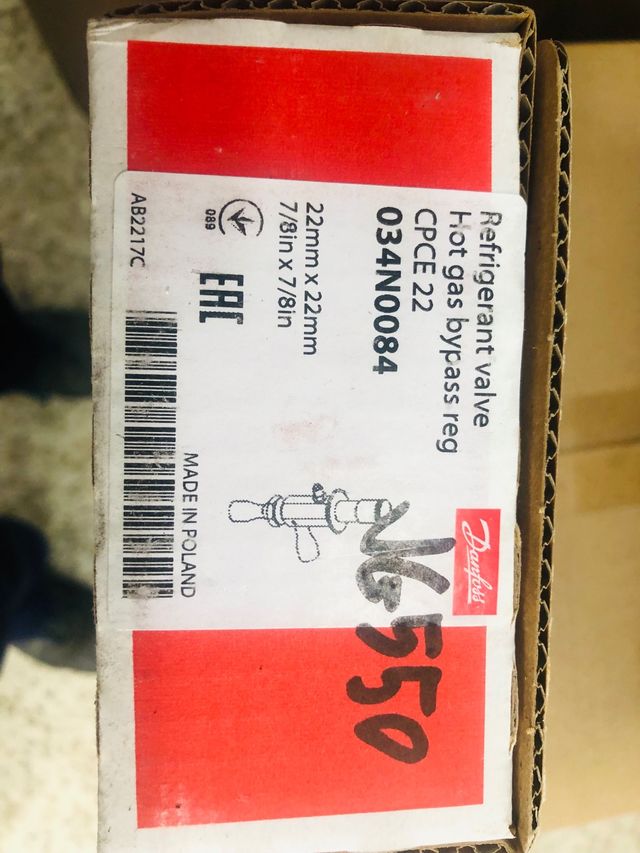 Refrigerant valve
Hot gas bypass reg
CPCE 22
034N0084
Danfoss
22mm x 22mm
7/8in x 7/8in
089
EAC
MADE IN POLAND
AB2217C
550